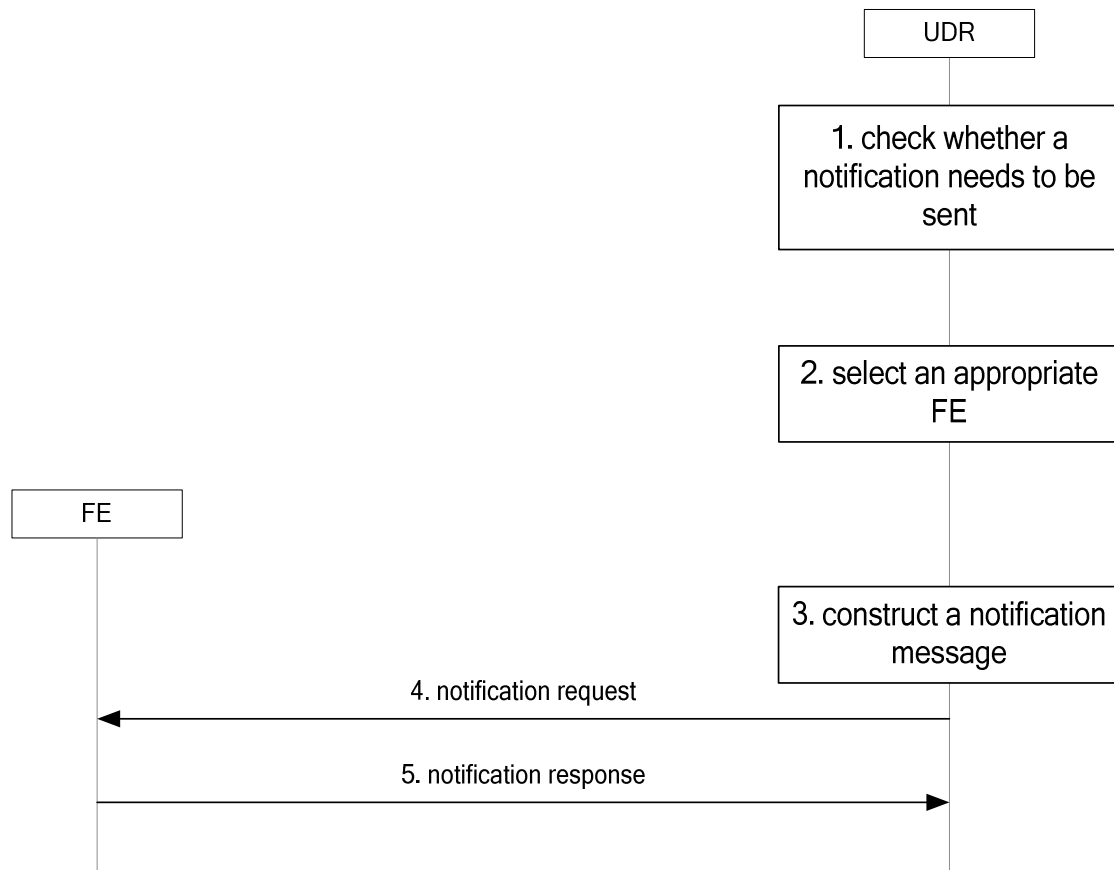 UDR
1. check whether a
notification needs to be
sent
2. select an appropriate
FE
FE
3. construct a notification
message
4. notification request
5. notification response